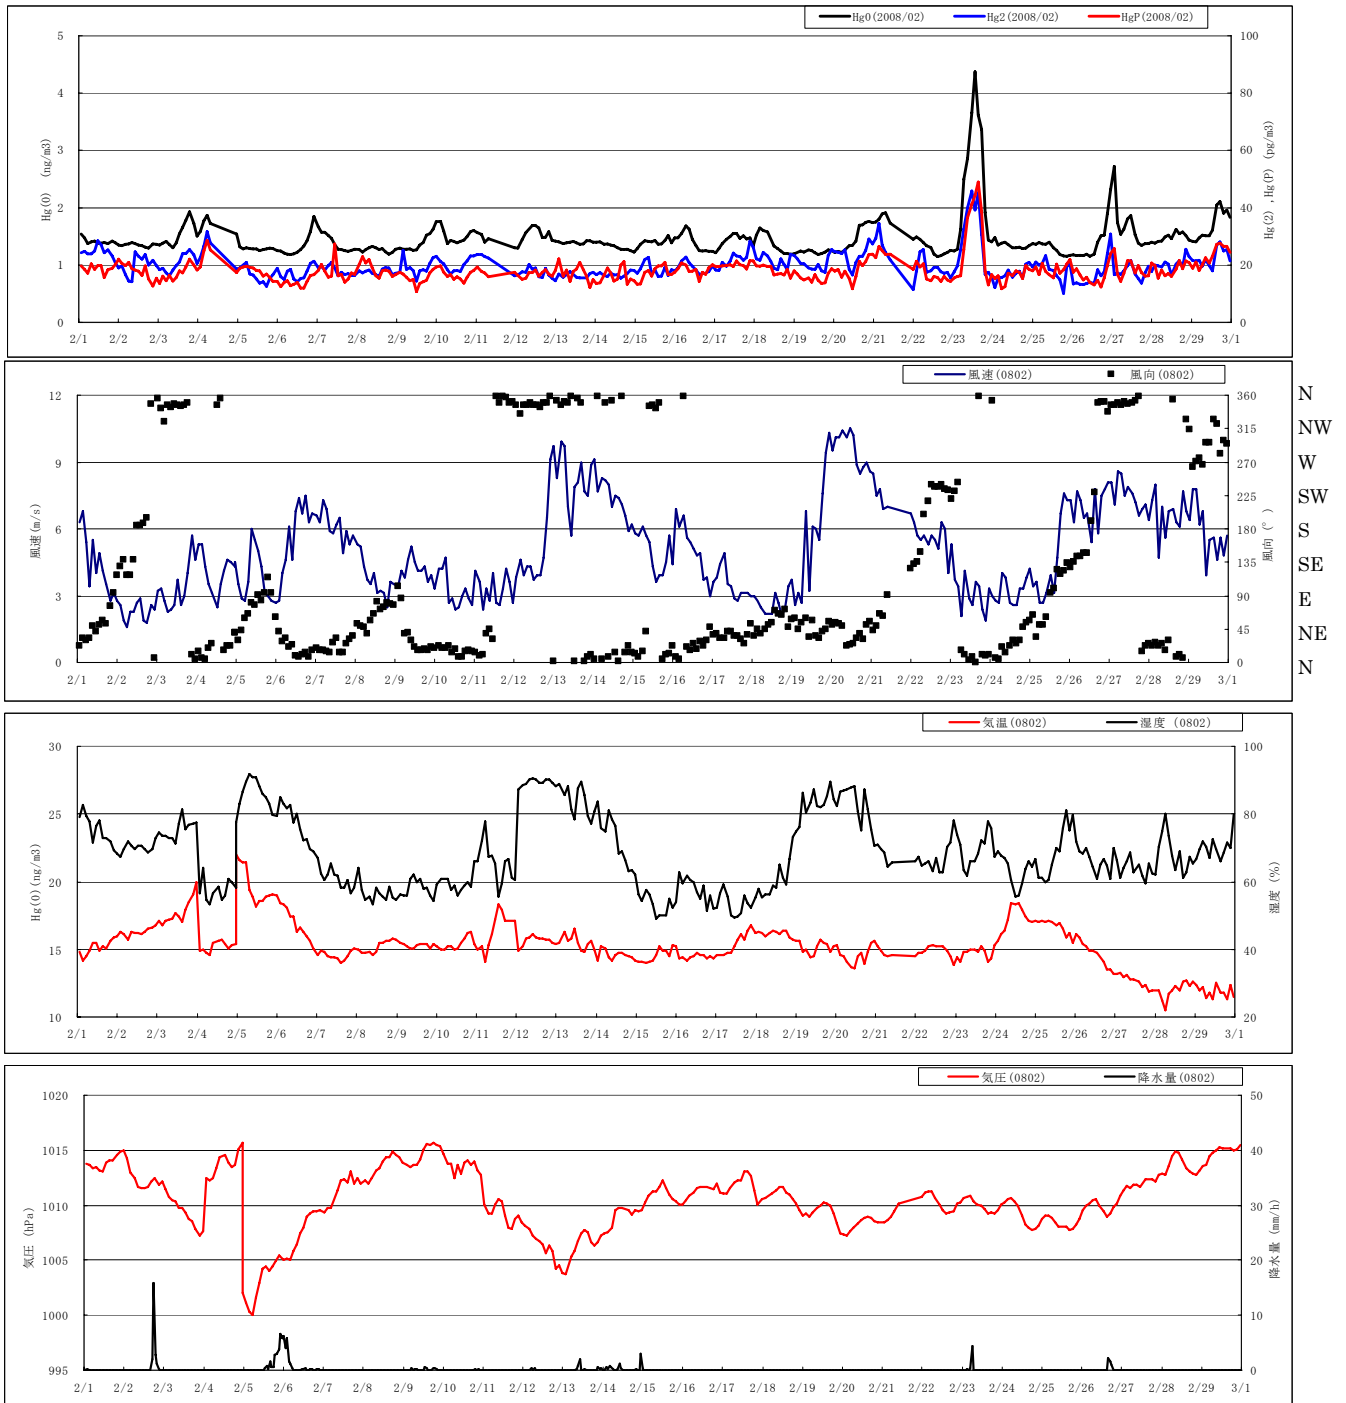 Hg0(2008/02) Hg2(2008/02) HgP(2008/02)
5 100
4 80
3 60
2 40
1 20
0 0
Hg(0) (ng/m3)
Hg(2) ,Hg(P) (pg/m3)
2/1 2/2 2/3 2/4 2/5 2/6 2/7 2/8 2/9 2/10 2/11 2/12 2/13 2/14 2/15 2/16 2/17 2/18 2/19 2/20 2/21 2/22 2/23 2/24 2/25 2/26 2/27 2/28 2/29 3/1
風速(0802) 風向(0802)
12 360 N
315 NW
9 270 W
225 SW
6 180 S
135 SE
3 90 E
45 NE
0 0 N
風速(m/s)
風向(°)
2/1 2/2 2/3 2/4 2/5 2/6 2/7 2/8 2/9 2/10 2/11 2/12 2/13 2/14 2/15 2/16 2/17 2/18 2/19 2/20 2/21 2/22 2/23 2/24 2/25 2/26 2/27 2/28 2/29 3/1
気温(0802) 湿度 (0802)
30 100
25 80
20 60
15 40
10 20
Hg(0)(ng/m3)
湿度 (%)
2/1 2/2 2/3 2/4 2/5 2/6 2/7 2/8 2/9 2/10 2/11 2/12 2/13 2/14 2/15 2/16 2/17 2/18 2/19 2/20 2/21 2/22 2/23 2/24 2/25 2/26 2/27 2/28 2/29 3/1
気圧(0802) 降水量(0802)
1020 50
1015 40
1010 30
1005 20
1000 10
995 0
気圧 (hPa)
降水量(mm/h)
2/1 2/2 2/3 2/4 2/5 2/6 2/7 2/8 2/9 2/10 2/11 2/12 2/13 2/14 2/15 2/16 2/17 2/18 2/19 2/20 2/21 2/22 2/23 2/24 2/25 2/26 2/27 2/28 2/29 3/1